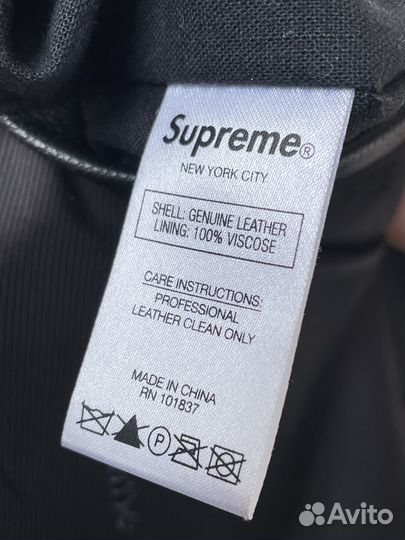 Supreme®
NEW YORK CITY
SHELL: GENUINE LEATHER
LINING: 100% VISCOSE
CARE INSTRUCTIONS:
PROFESSIONAL
LEATHER CLEAN ONLY
MADE IN CHINA
RN 101837
P
Avito